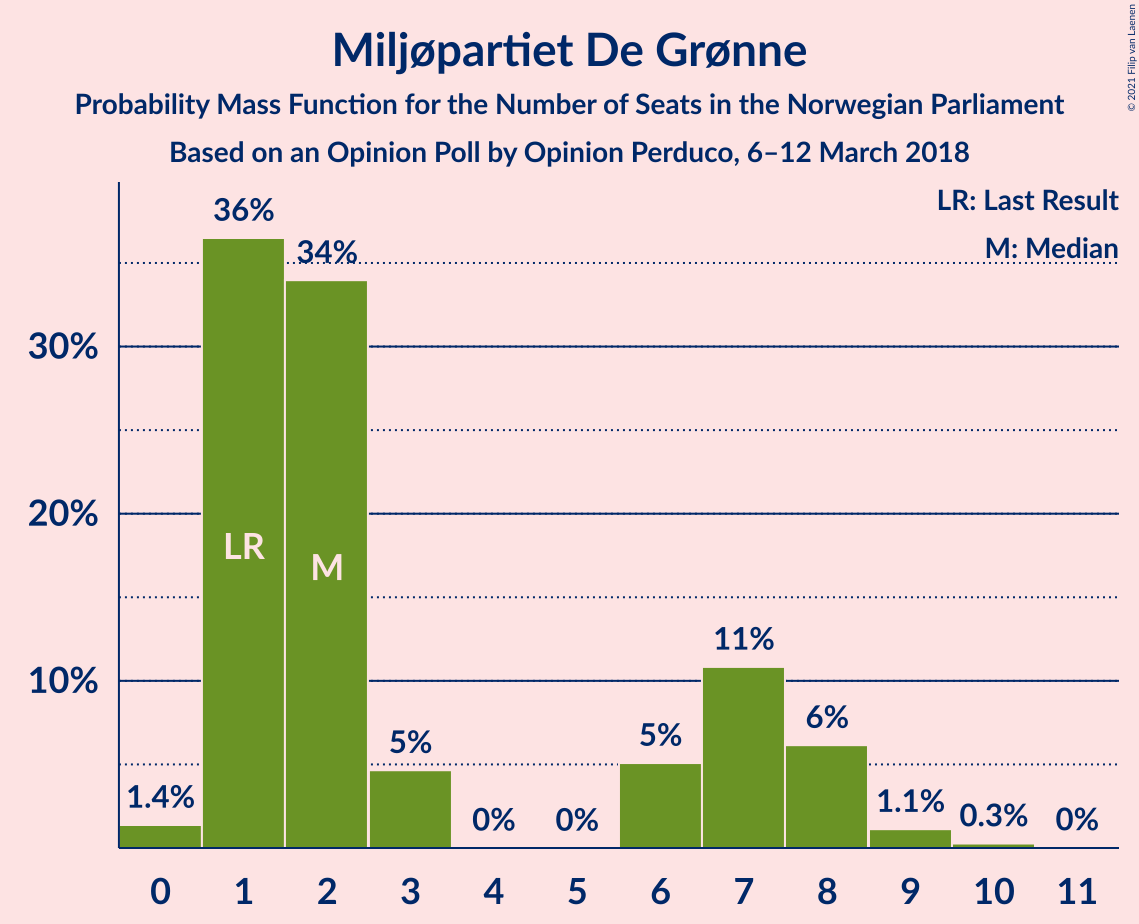 Miljøpartiet De Grønne
Probability Mass Function for the Number of Seats in the Norwegian Parliament
Based on an Opinion Poll by Opinion Perduco, 6–12 March 2018
© 2021 Filip van Laenen
LR: Last Result
M: Median
36%
34%
30%
20%
10%
LR
M
1.4%
5%
0%
0%
5%
11%
6%
1.1%
0.3%
0%
0 1 2 3 4 5 6 7 8 9 10 11